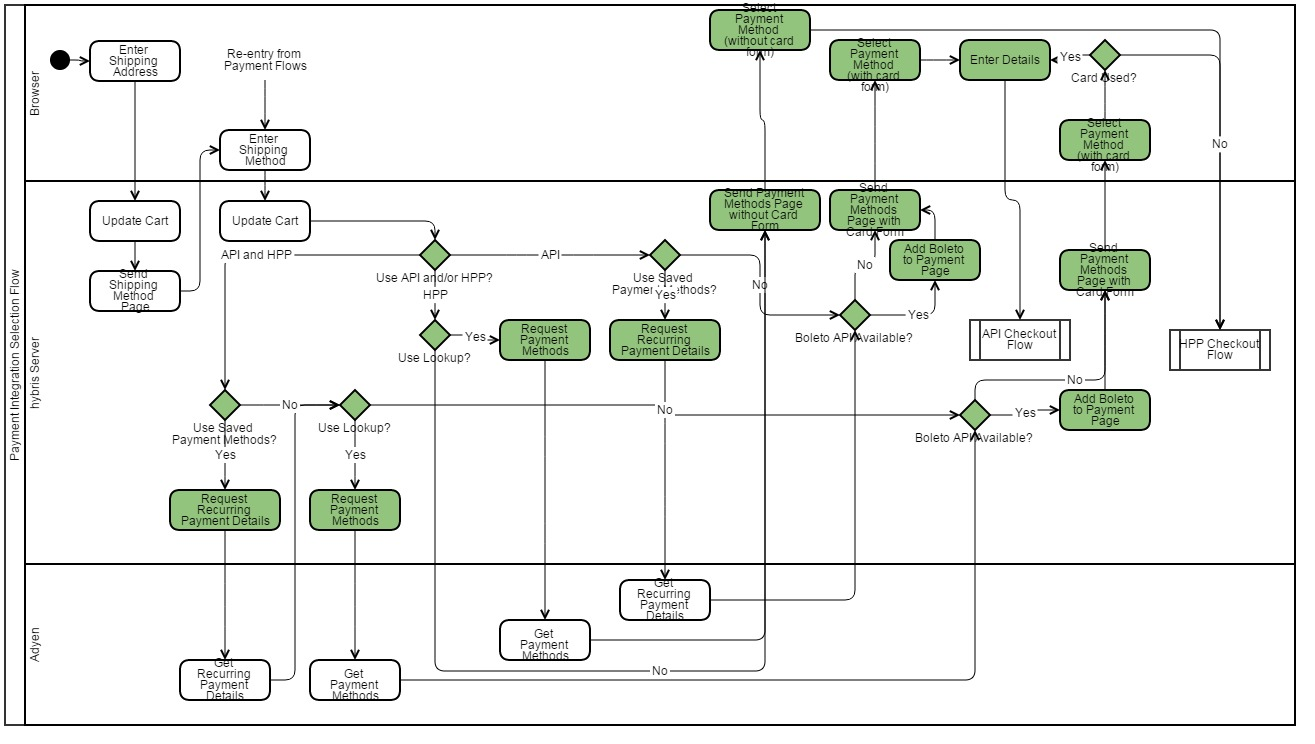 Payment Integration Selection Flow
Browser
Enter
Shipping
Address
Re-entry from
Payment Flows
Enter
Shipping
Method
Select
Payment
Method
(without card
form)
Select
Payment
Method
(with card
form)
Enter Details
Yes
Card Used?
Select
Payment
Method
(with card
form)
No
hybris Server
Update Cart
Send
Shipping
Method
Page
Update Cart
API and HPP
Use API and/or HPP?
API
HPP
Use Lookup?
Yes
Request
Payment
Methods
Use Saved
Payment Methods?
Yes
Request
Recurring
Payment Details
No
Send Payment
Methods Page
without Card
Form
Send
Payment
Methods
Page with
Card Form
Add Boleto
to Payment
Page
No
Yes
Boleto API Available?
API Checkout
Flow
Send
Payment
Methods
Page with
Card Form
HPP Checkout
Flow
Use Saved
Payment Methods?
No
Use Lookup?
Yes
Yes
No
Boleto API Available?
Yes
No
Add Boleto
to Payment
Page
Request
Recurring
Payment Details
Request
Payment
Methods
Adyen
Get
Recurring
Payment
Details
Get
Payment
Methods
Get
Payment
Methods
Get
Recurring
Payment
Details
No